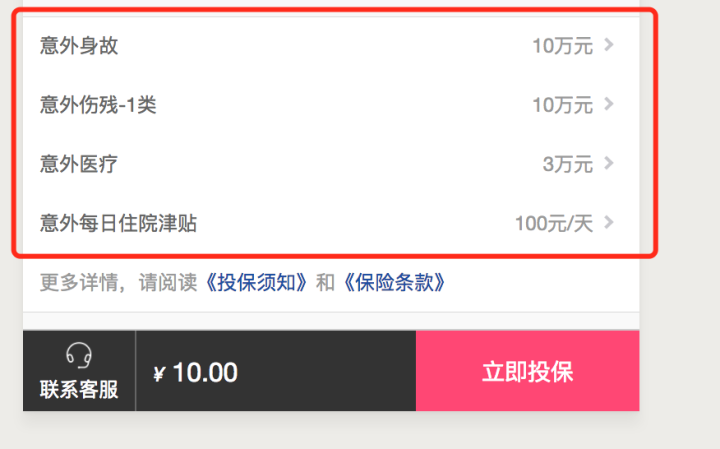 意外身故 10万元
意外伤残-1类 10万元
意外医疗 3万元
意外每日住院津贴 100元/天
更多详情，请阅读《投保须知》和《保险条款》
联系客服 ¥ 10.00 立即投保